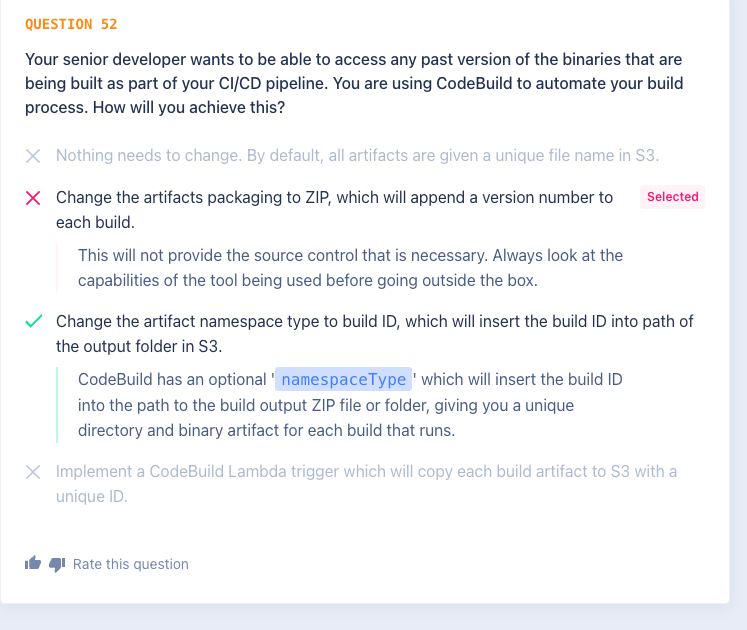 QUESTION 52
Your senior developer wants to be able to access any past version of the binaries that are
being built as part of your CI/CD pipeline. You are using CodeBuild to automate your build
process. How will you achieve this?
Nothing needs to change. By default, all artifacts are given a unique file name in S3.
Change the artifacts packaging to ZIP, which will append a version number to
each build.
Selected
This will not provide the source control that is necessary. Always look at the
capabilities of the tool being used before going outside the box.
Change the artifact namespace type to build ID, which will insert the build ID into path of
the output folder in S3.
CodeBuild has an optional 'namespaceType' which will insert the build ID
into the path to the build output ZIP file or folder, giving you a unique
directory and binary artifact for each build that runs.
Implement a CodeBuild Lambda trigger which will copy each build artifact to S3 with a
unique ID.
Rate this question